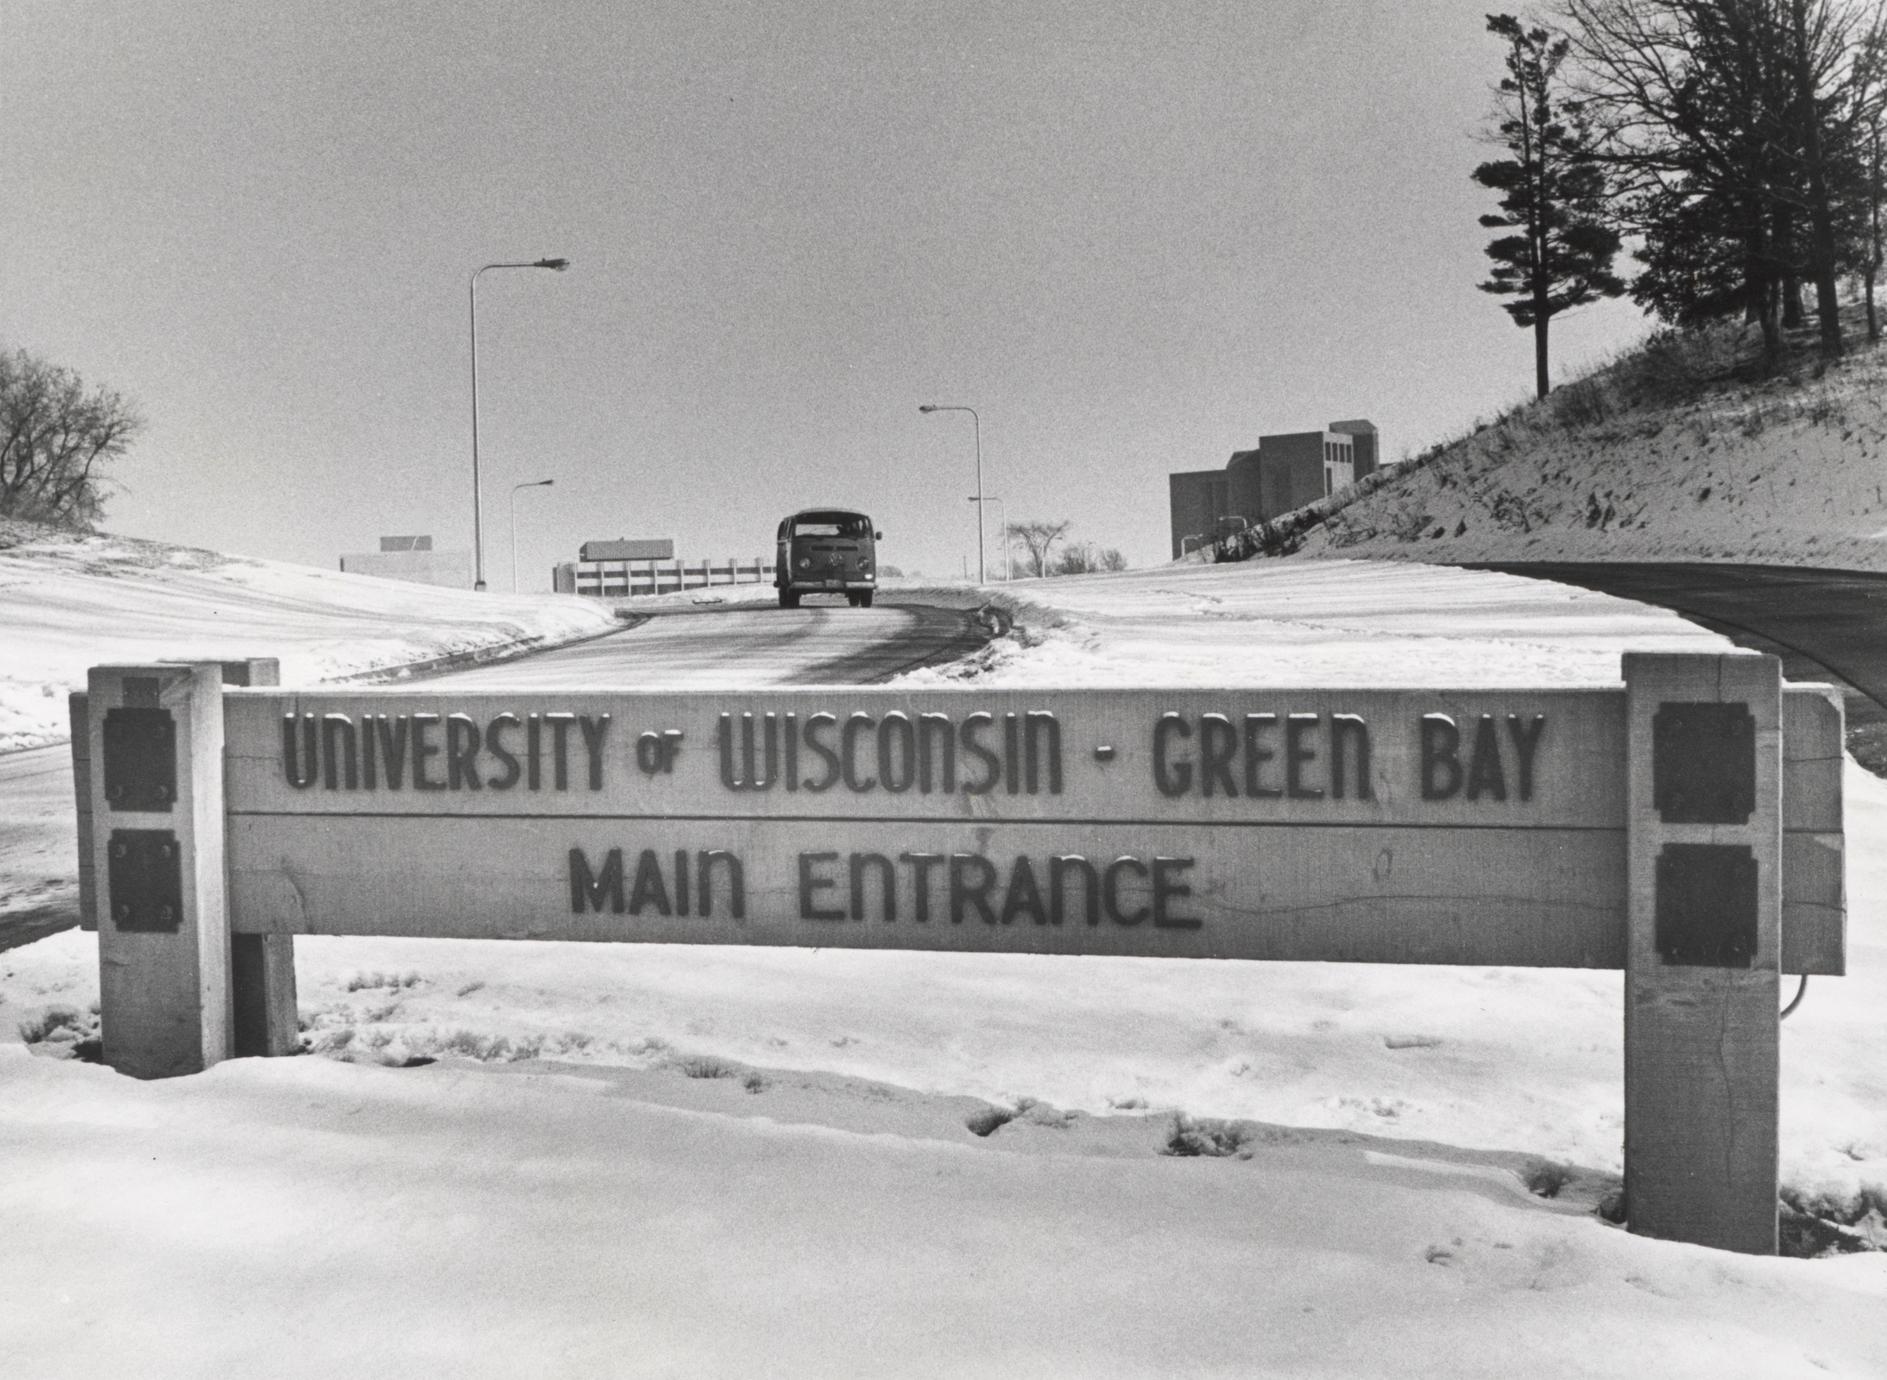 UNIVERSITY OF WISCONSIN - GREEN BAY
MAIN ENTRANCE